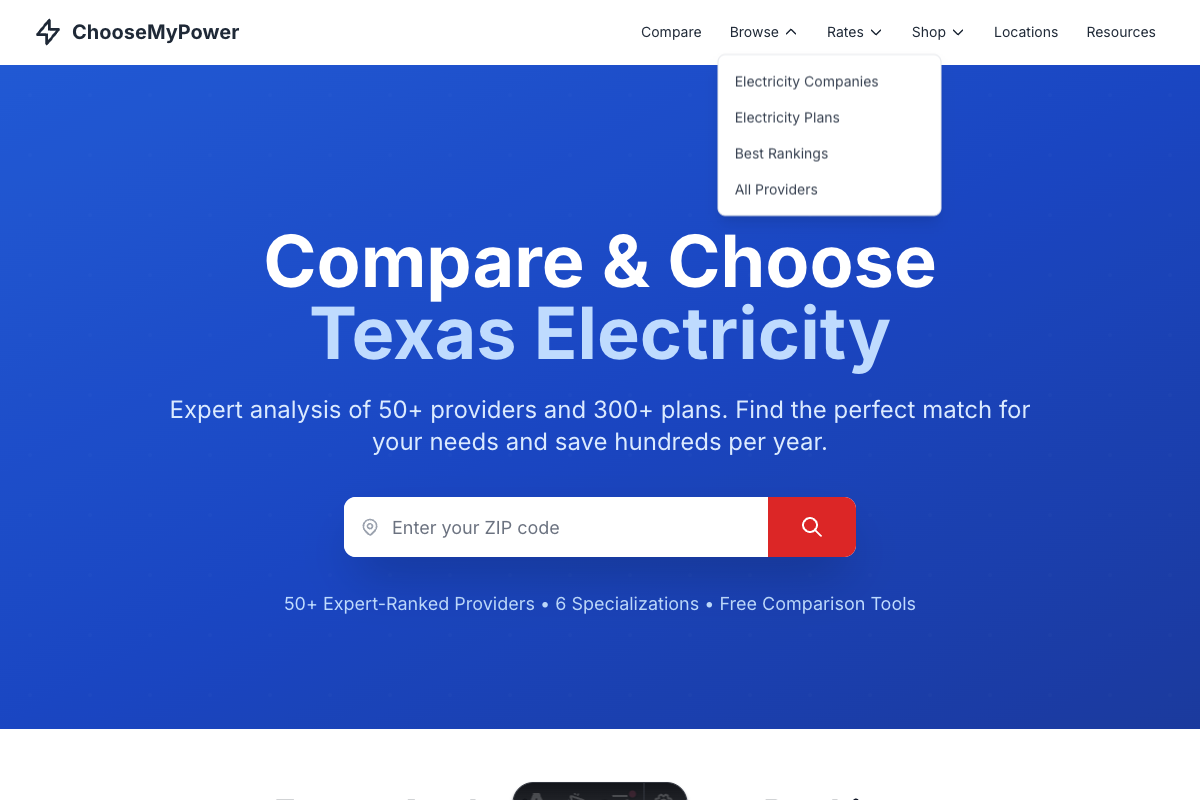 ChooseMyPower
Compare Browse Rates Shop Locations Resources
Electricity Companies
Electricity Plans
Best Rankings
All Providers
Compare & Choose
Texas Electricity
Expert analysis of 50+ providers and 300+ plans. Find the perfect match for
your needs and save hundreds per year.
Enter your ZIP code
50+ Expert-Ranked Providers • 6 Specializations • Free Comparison Tools